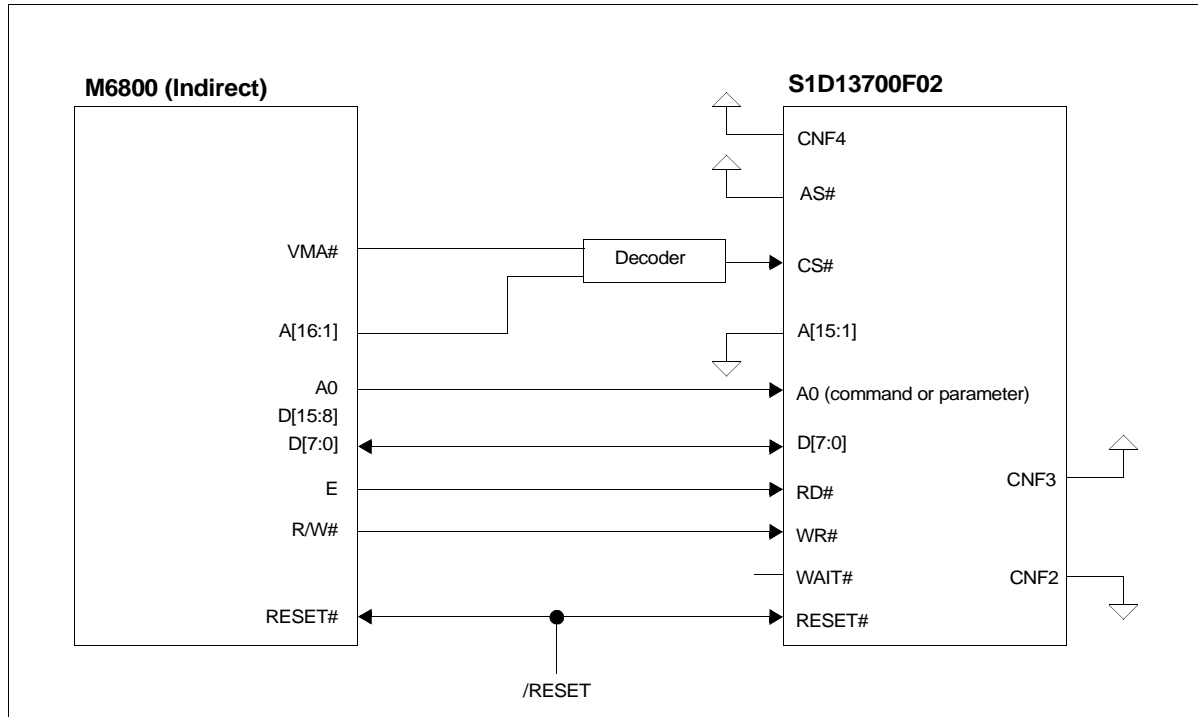 M6800 (Indirect)
S1D13700F02
CNF4
AS#
VMA#
Decoder
CS#
A[16:1]
A[15:1]
A0
A0 (command or parameter)
D[15:8]
D[7:0]
D[7:0]
CNF3
E
RD#
R/W#
WR#
WAIT#
CNF2
RESET#
RESET#
/RESET